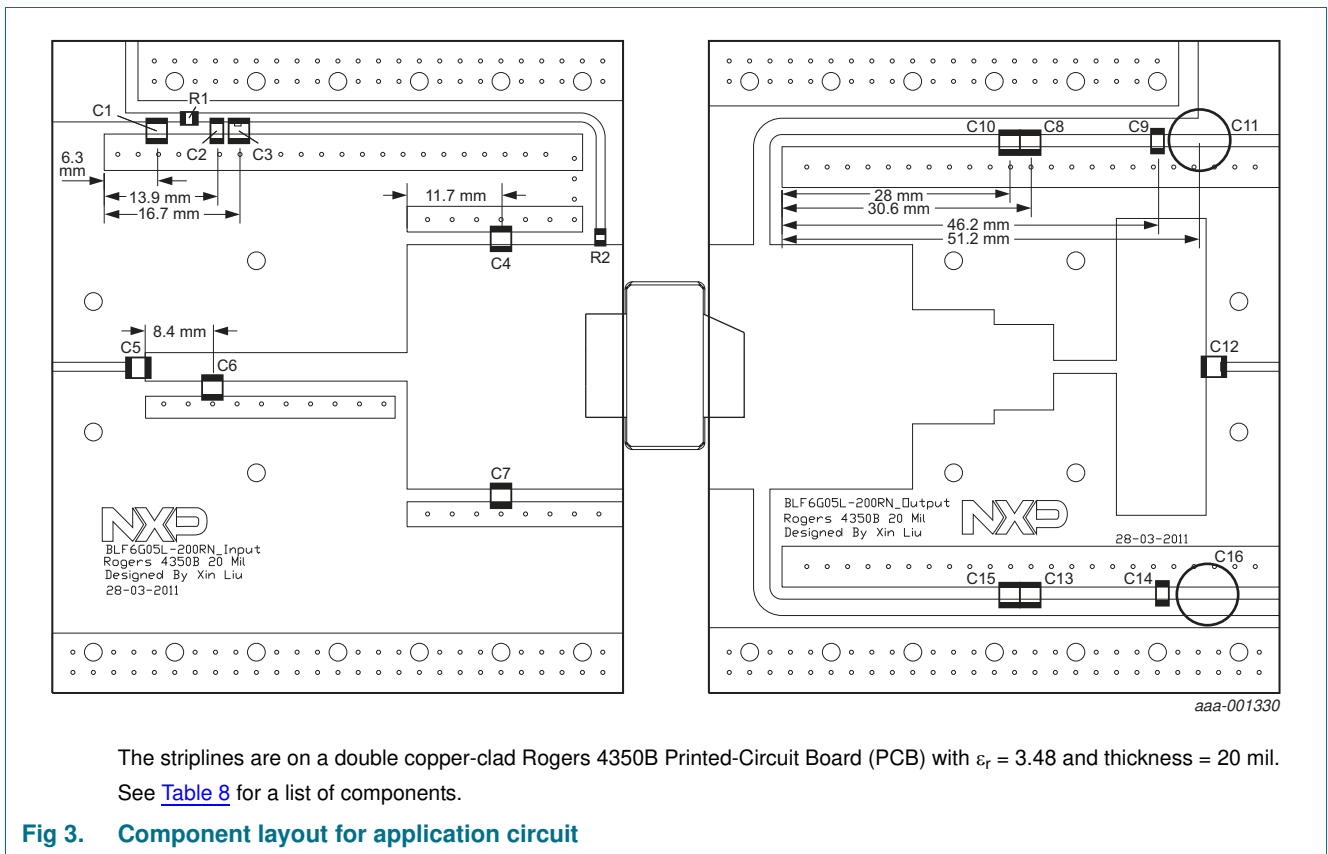 C1
R1
C2
C3
6.3
mm
13.9 mm
16.7 mm
11.7 mm
C4
R2
8.4 mm
C5
C6
C7
NXP
BLF6G05L-200RN_Input
Rogers 4350B 20 Mil
Designed By Xin Liu
28-03-2011
C10
C8
C9
C11
28 mm
30.6 mm
46.2 mm
51.2 mm
C12
BLF6G05L-200RN_Output
Rogers 4350B 20 Mil
Designed By Xin Liu
NXP
28-03-2011
C15
C13
C14
C16
aaa-001330
The striplines are on a double copper-clad Rogers 4350B Printed-Circuit Board (PCB) with εr = 3.48 and thickness = 20 mil.
See Table 8 for a list of components.
Fig 3. Component layout for application circuit